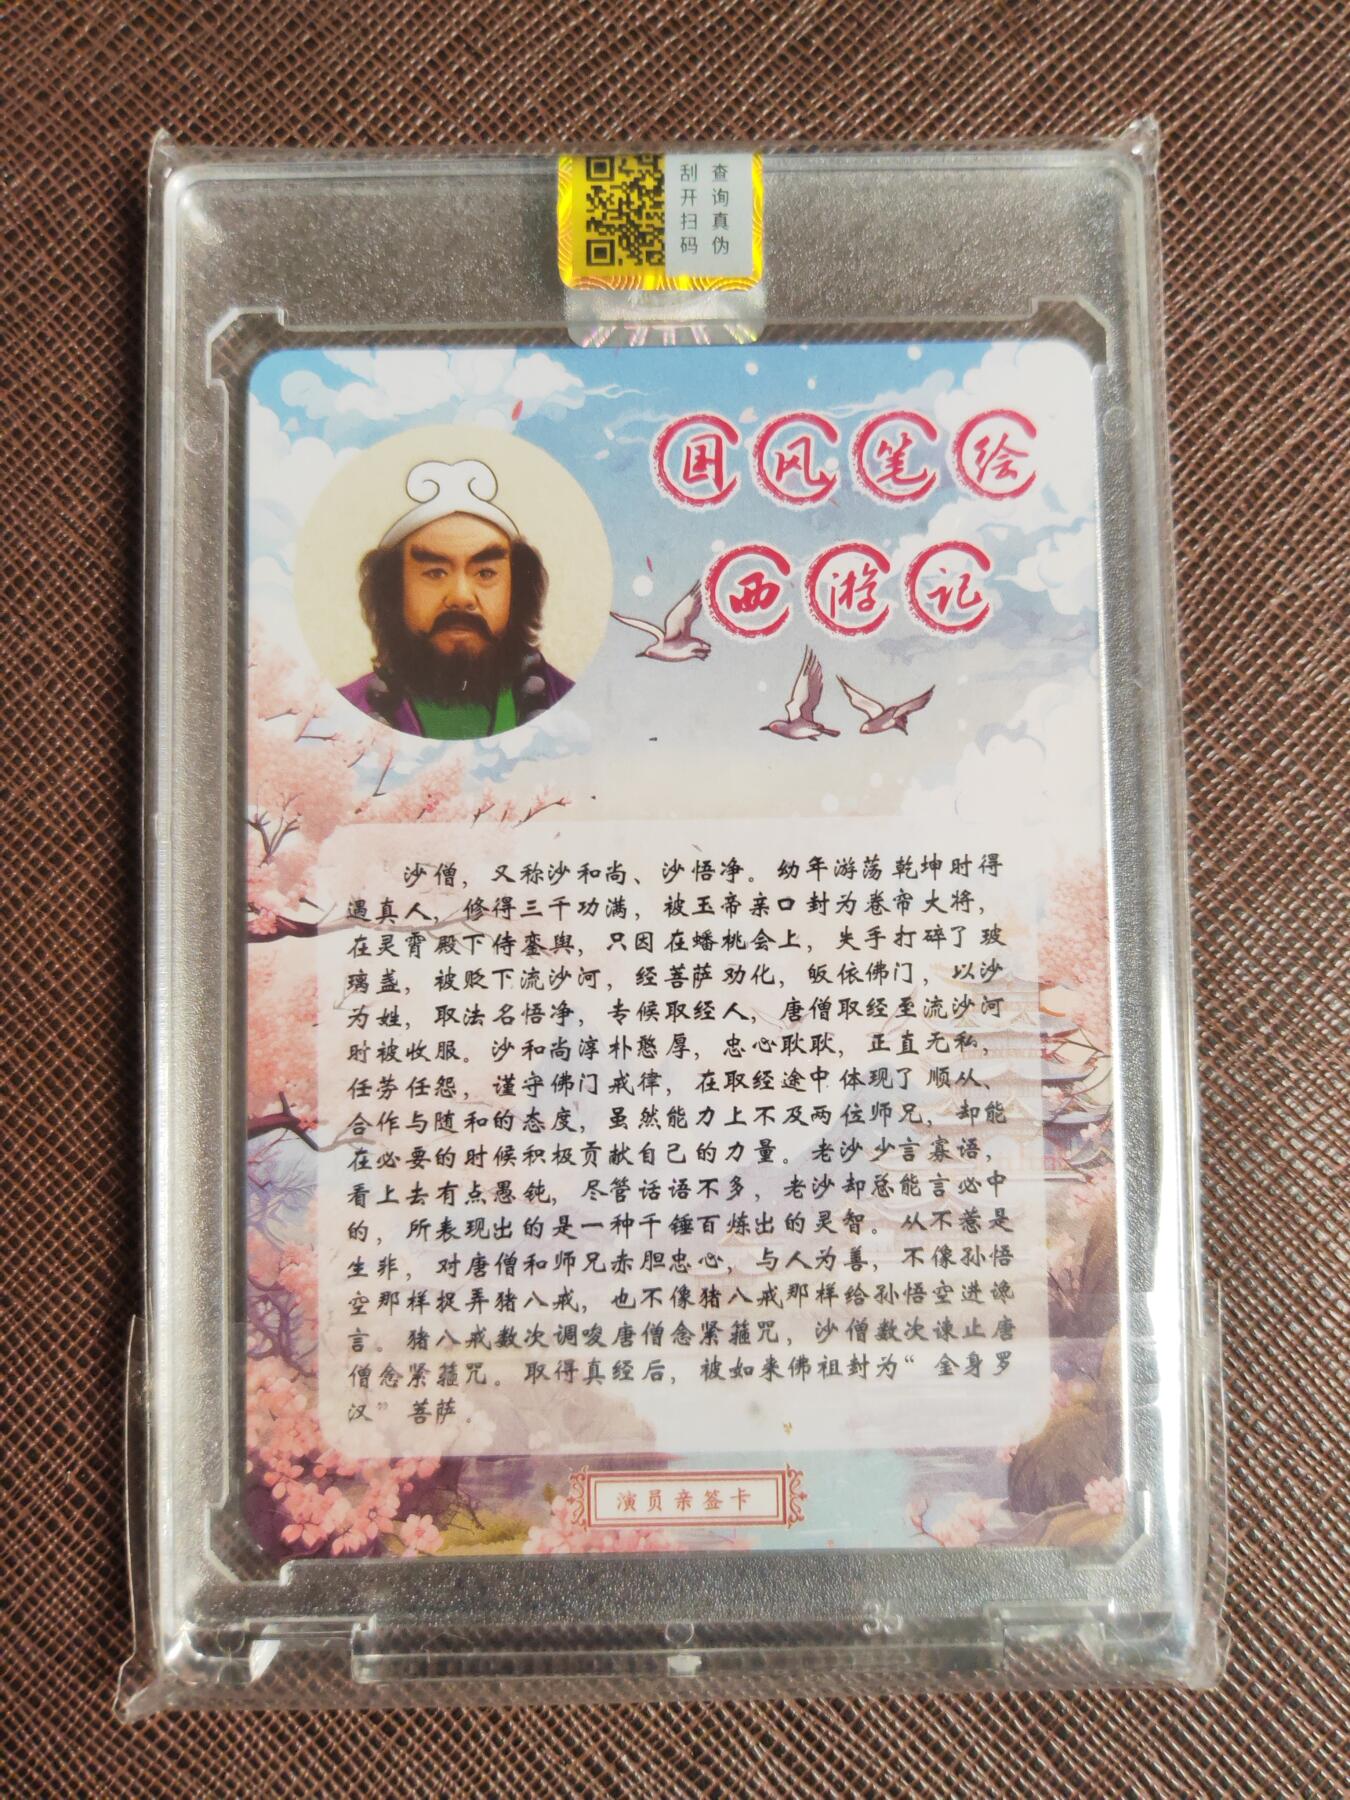 刮开扫码
查询真伪
国风笔绘
西游记
沙僧，又称沙和尚、沙悟净。幼年游荡乾坤时得
遇真人，修得三千功满，被玉帝亲口封为卷帘大将，
在灵霄殿下侍銮舆，只因在蟠桃会上，失手打碎了玻
璃盏，被贬下流沙河，经菩萨劝化，皈依佛门，以沙
为姓，取法名悟净，专候取经人，唐僧取经至流沙河
时被收服。沙和尚淳朴憨厚，忠心耿耿，正直无私，
任劳任怨，谨守佛门戒律，在取经途中体现了顺从、
合作与随和的态度，虽然能力上不及两位师兄，却能
在必要的时候积极贡献自己的力量。老沙少言寡语，
看上去有点愚钝，尽管话语不多，老沙却总能言必中
的，所表现出的是一种千锤百炼出的灵智。从不惹是
生非，对唐僧和师兄赤胆忠心，与人为善，不像孙悟
空那样捉弄猪八戒，也不像猪八戒那样给孙悟空进谗
言。猪八戒数次调唆唐僧念紧箍咒，沙僧数次谏止唐
僧念紧箍咒。取得真经后，被如来佛祖封为“金身罗
汉”菩萨。
演员亲签卡
35